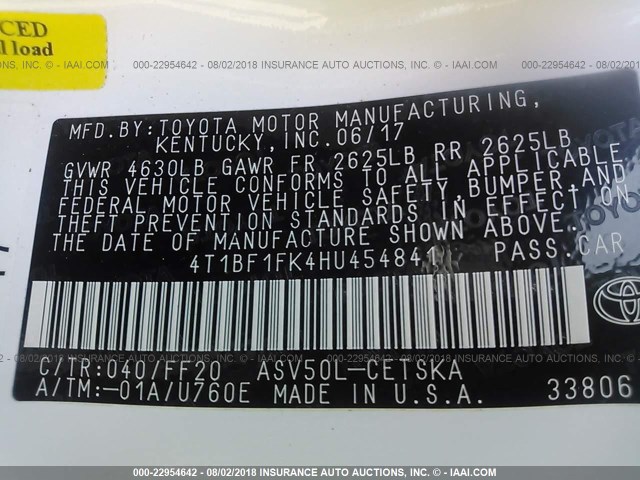 CED
l load
000-22954642 - 08/02/2018 INSURANCE AUTO AUCTIONS, INC. © - IAAI.COM
MFD.BY:TOYOTA MOTOR MANUFACTURING,
KENTUCKY,INC.06/17
GVWR 4630LB GAWR FR 2625LB RR 2625LB
THIS VEHICLE CONFORMS TO ALL APPLICABLE
FEDERAL MOTOR VEHICLE SAFETY,BUMPER,AND
THEFT PREVENTION STANDARDS IN EFFECT ON
THE DATE OF MANUFACTURE SHOWN ABOVE.
4T1BF1FK4HU454841 PASS.CAR
C/TR:040/FF20 ASV50L-CETSKA
A/TM:-01A/U760E MADE IN U.S.A.
33806
000-22954642 - 08/02/2018 INSURANCE AUTO AUCTIONS, INC. © - IAAI.COM